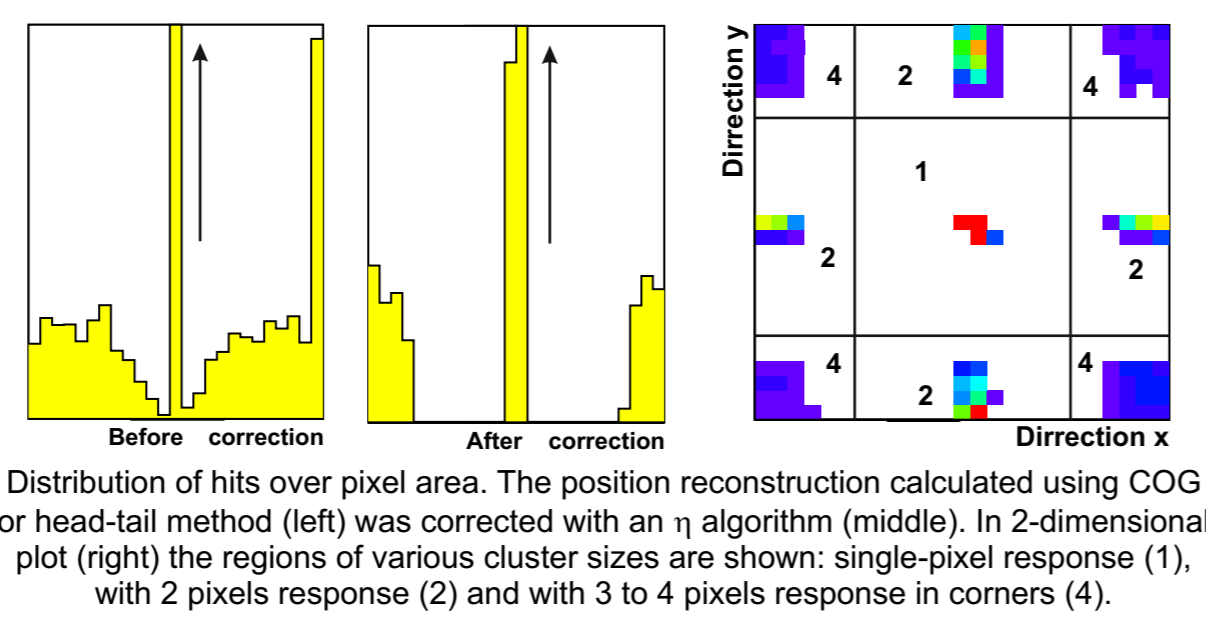 Before correction
After correction
Dirrection y
4
2
4
1
2
2
4
2
4
Dirrection x
Distribution of hits over pixel area. The position reconstruction calculated using COG
or head-tail method (left) was corrected with an η algorithm (middle). In 2-dimensional
plot (right) the regions of various cluster sizes are shown: single-pixel response (1),
with 2 pixels response (2) and with 3 to 4 pixels response in corners (4).